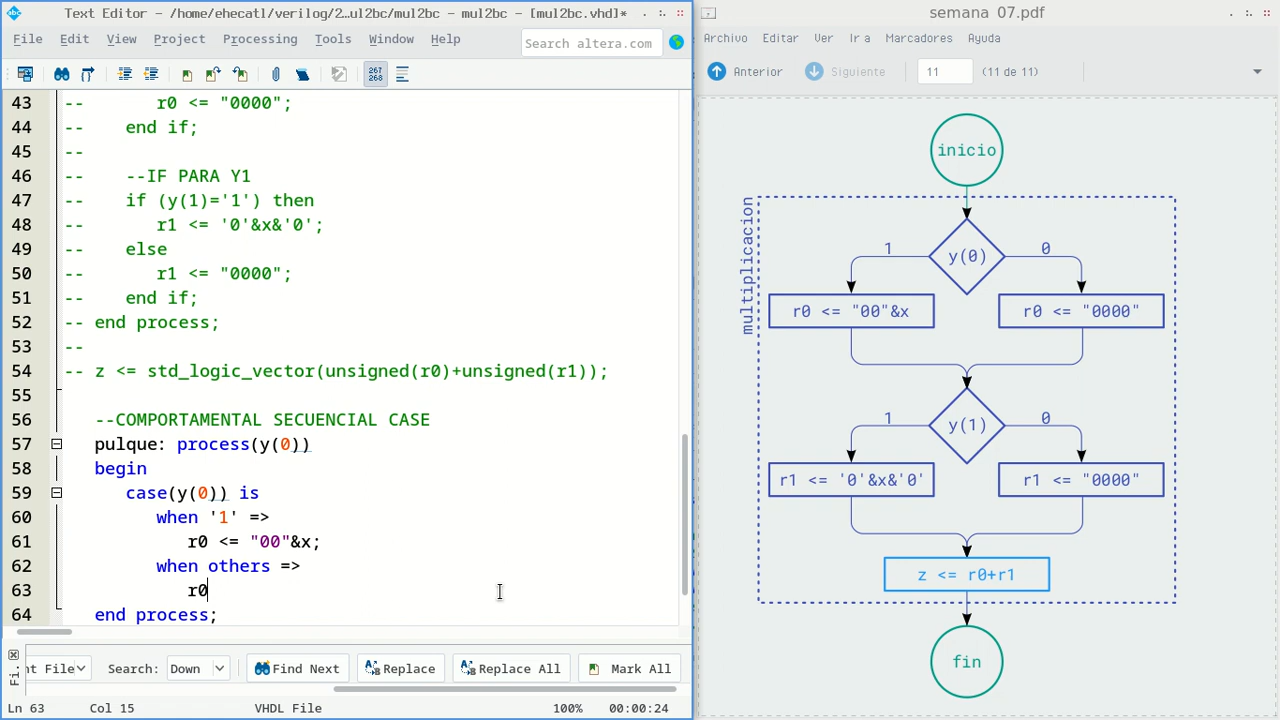 Text Editor - /home/ehecatl/verilog/2...ul2bc/mul2bc - mul2bc - [mul2bc.vhd]*
File Edit View Project Processing Tools Window Help
Search altera.com
267
268
43 -- r0 <= "0000";
44 -- end if;
45 --
46 -- --IF PARA Y1
47 -- if (y(1)='1') then
48 -- r1 <= '0'&x&'0';
49 -- else
50 -- r1 <= "0000";
51 -- end if;
52 -- end process;
53 --
54 -- z <= std_logic_vector(unsigned(r0)+unsigned(r1));
55
56 --COMPORTAMENTAL SECUENCIAL CASE
57 pulque: process(y(0))
58 begin
59 case(y(0)) is
60 when '1' =>
61 r0 <= "00"&x;
62 when others =>
63 r0
64 end process;
Fi.
nt File Search: Down Find Next Replace Replace All Mark All
Ln 63 Col 15 VHDL File 100% 00:00:24
semana 07.pdf
Archivo Editar Ver Ir a Marcadores Ayuda
Anterior Siguiente 11 (11 de 11)
inicio
multiplicacion
1 y(0) 0
r0 <= "00"&x r0 <= "0000"
1 y(1) 0
r1 <= '0'&x&'0' r1 <= "0000"
z <= r0+r1
fin